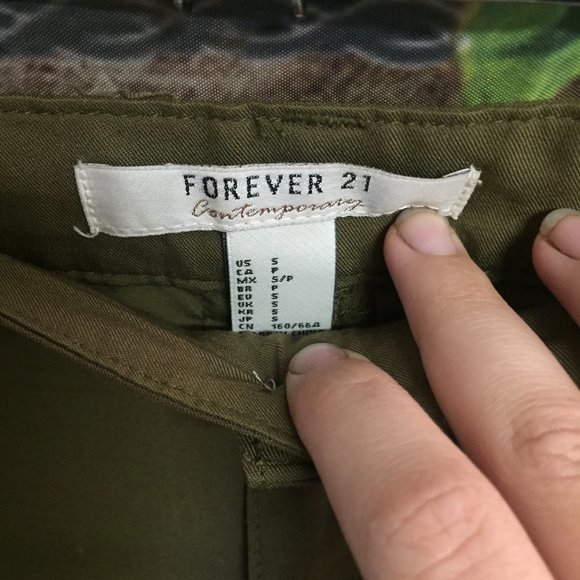 FOREVER 21
Contemporary
US S
CA P
MX S/P
BR P
EU S
UK S
KR S
JP S
CN 160/66A